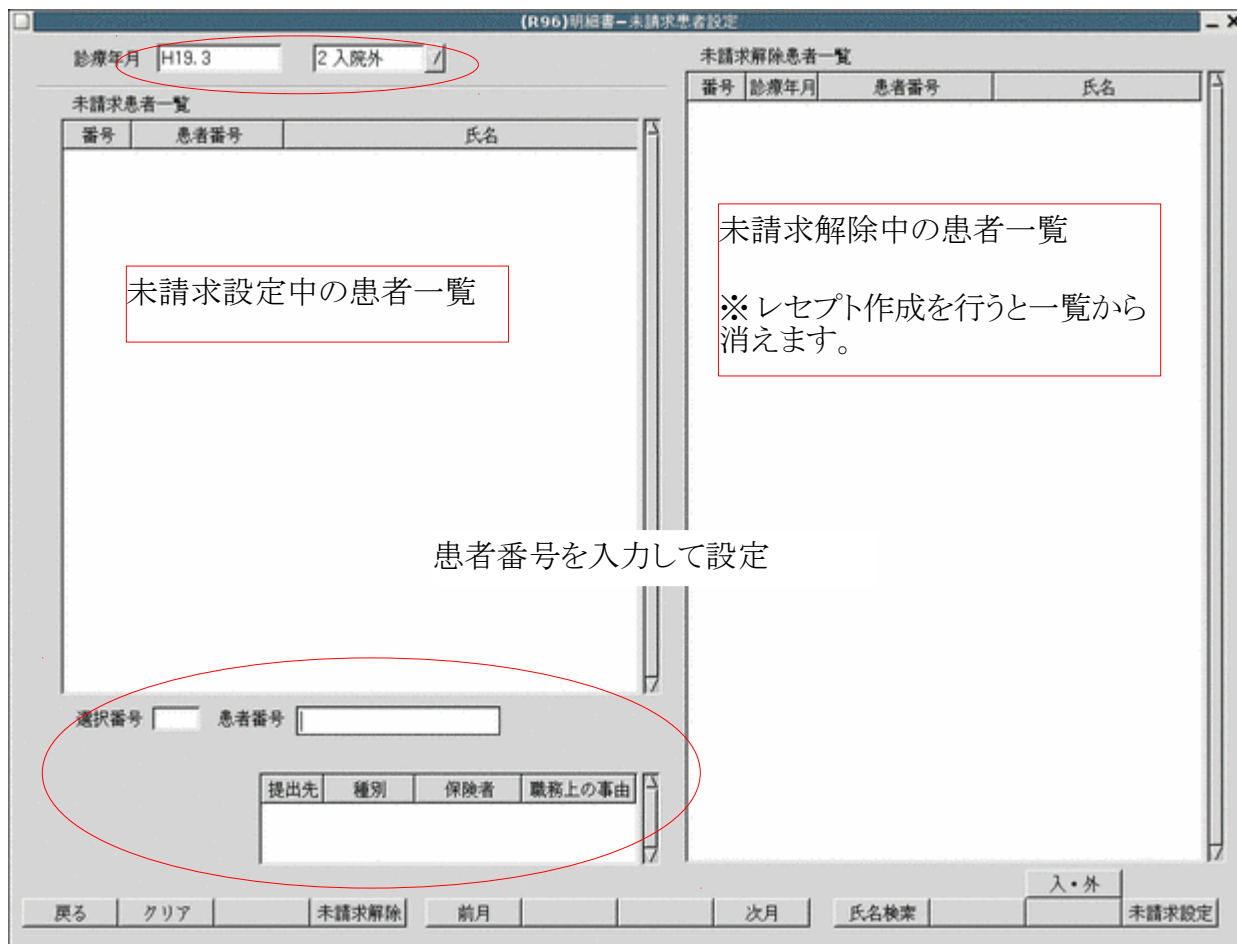 (R96)明細書－未請求患者設定
診療年月 H19. 3 2 入院外
未請求患者一覧
番号 患者番号 氏名
未請求設定中の患者一覧
患者番号を入力して設定
選択番号 患者番号
提出先 種別 保険者 職務上の事由
未請求解除患者一覧
番号 診療年月 患者番号 氏名
未請求解除中の患者一覧
※レセプト作成を行うと一覧から
消えます。
入・外
戻る クリア 未請求解除 前月 次月 氏名検索 未請求設定